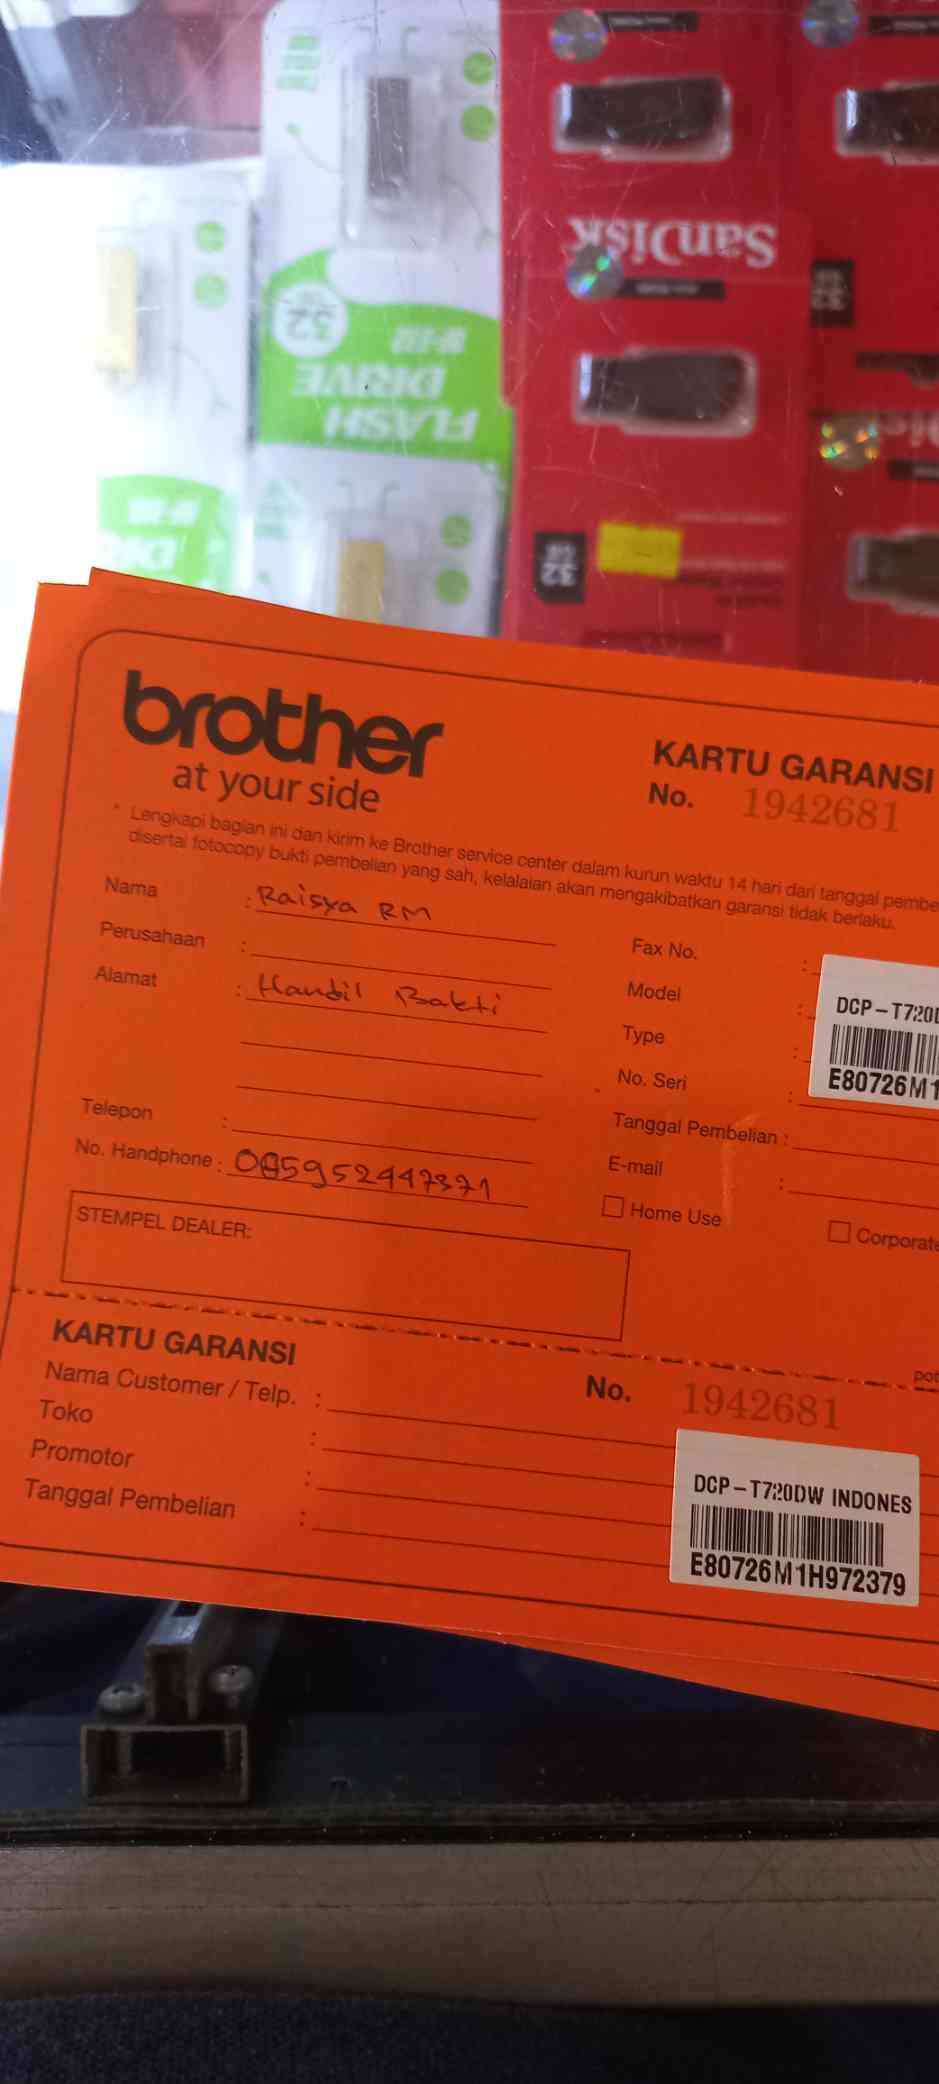 SanDisk
32
FLASH
DRIVE
32
brother
at your side
KARTU GARANSI
No. 1942681
* Lengkapi bagian ini dan kirim ke Brother service center dalam kurun waktu 14 hari dari tanggal pembe
disertai fotocopy bukti pembelian yang sah, kelalaian akan mengakibatkan garansi tidak berlaku.
Nama : Raisya RM
Perusahaan :
Alamat : Handil Bakti
Telepon :
No. Handphone : 085952447371
Fax No. :
Model :
Type :
No. Seri :
Tanggal Pembelian :
E-mail :
☐ Home Use ☐ Corporate
DCP-T720D
E80726M1
STEMPEL DEALER:
pot
KARTU GARANSI
No. 1942681
Nama Customer / Telp. :
Toko :
Promotor :
Tanggal Pembelian :
DCP-T720DW INDONES
E80726M1H972379